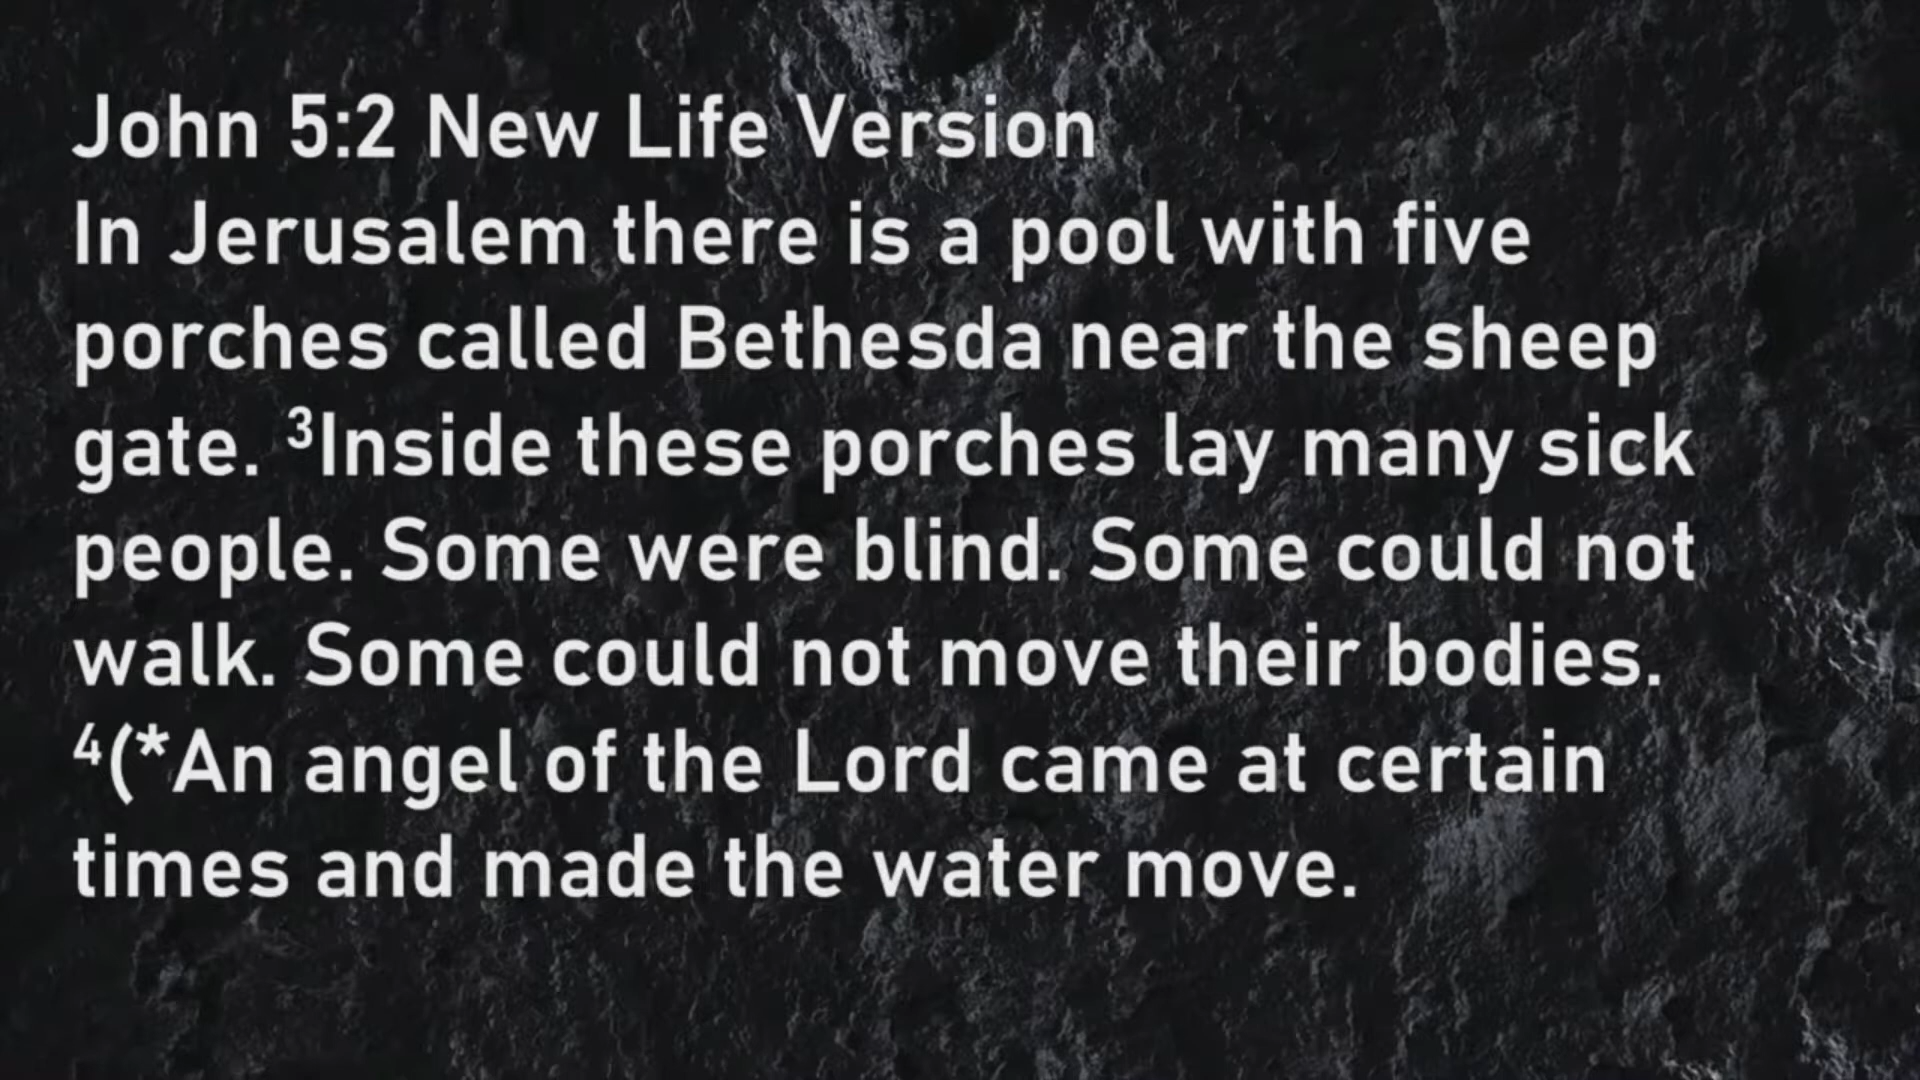 John 5:2 New Life Version
In Jerusalem there is a pool with five
porches called Bethesda near the sheep
gate. ³Inside these porches lay many sick
people. Some were blind. Some could not
walk. Some could not move their bodies.
⁴(*An angel of the Lord came at certain
times and made the water move.